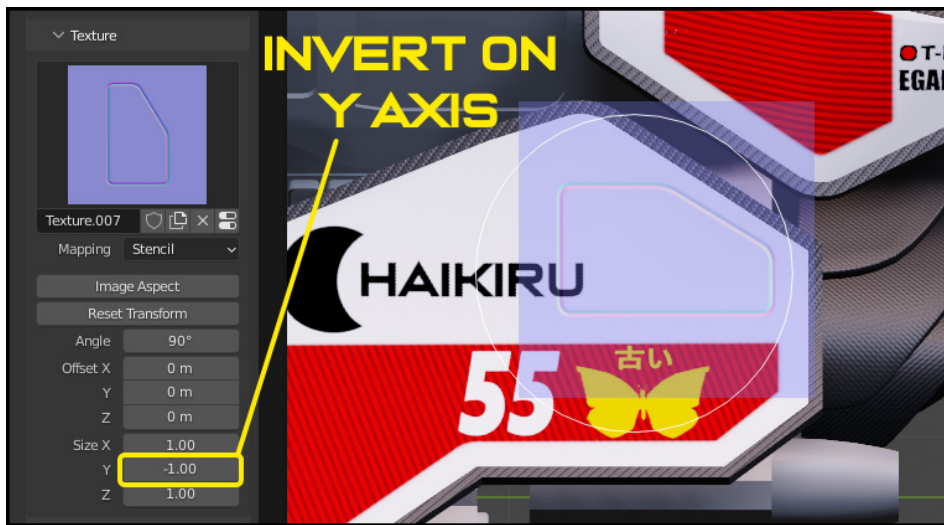 Texture
INVERT ON
Y AXIS
Texture.007
Mapping Stencil
Image Aspect
Reset Transform
Angle 90°
Offset X 0 m
Y 0 m
Z 0 m
Size X 1.00
Y -1.00
Z 1.00
HAIKIRU
55
古い